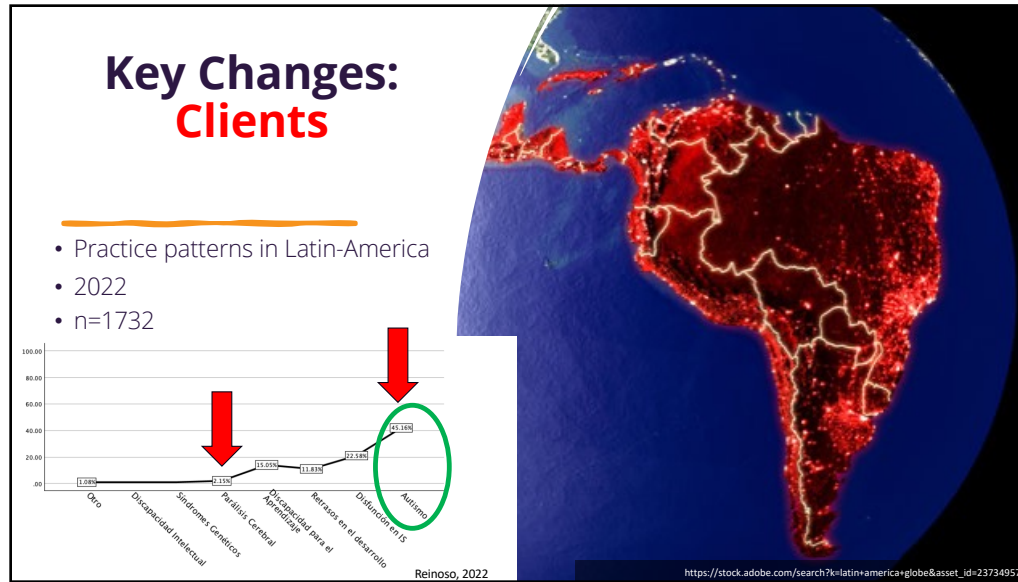 Key Changes:
Clients
• Practice patterns in Latin-America
• 2022
• n=1732
100.00
80.00
60.00
40.00
20.00
.00
1.08%
2.15%
15.05%
11.83%
22.58%
45.16%
Otro
Discapacidad Intelectual
Sindromes Genéticos
Parálisis Cerebral
Discapacidad para el
Aprendizaje
Retrasos en el desarrollo
Disfunción en IS
Autismo
Reinoso, 2022
https://stock.adobe.com/search?k=latin+america+globe&asset_id=23734957